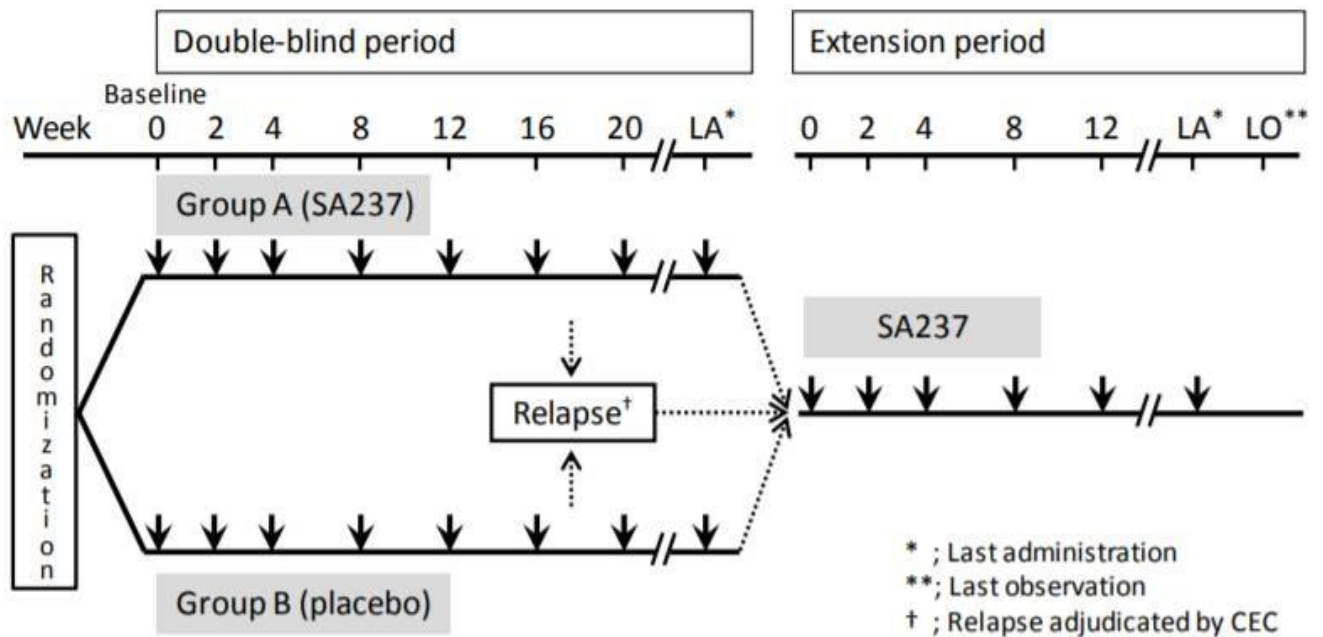 Double-blind period
Extension period
Baseline
Week 0 2 4 8 12 16 20 LA*
0 2 4 8 12 LA* LO**
Group A (SA237)
Randomization
SA237
Relapse†
Group B (placebo)
* ; Last administration
**; Last observation
† ; Relapse adjudicated by CEC